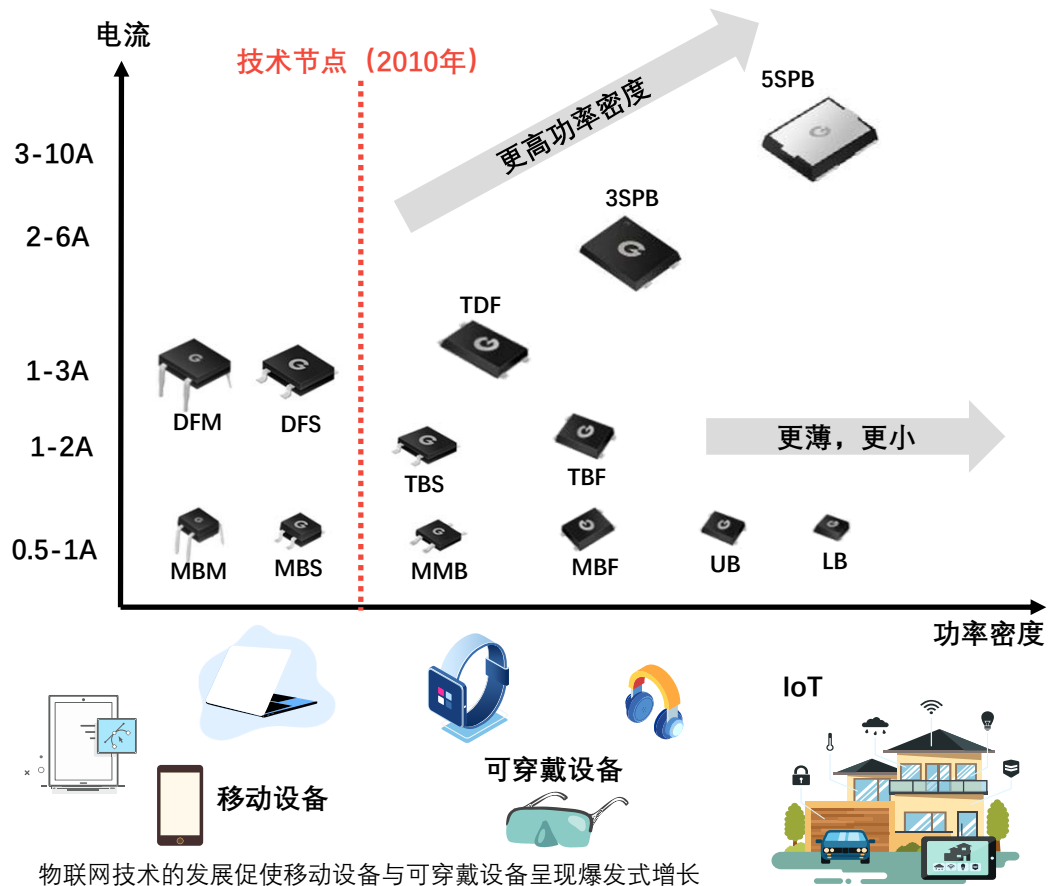 电流
技术节点（2010年）
5SPB
更高功率密度
3-10A
3SPB
2-6A
TDF
1-3A
DFM
DFS
1-2A
更薄，更小
TBS
TBF
0.5-1A
MBM
MBS
MMB
MBF
UB
LB
功率密度
IoT
可穿戴设备
移动设备
物联网技术的发展促使移动设备与可穿戴设备呈现爆发式增长